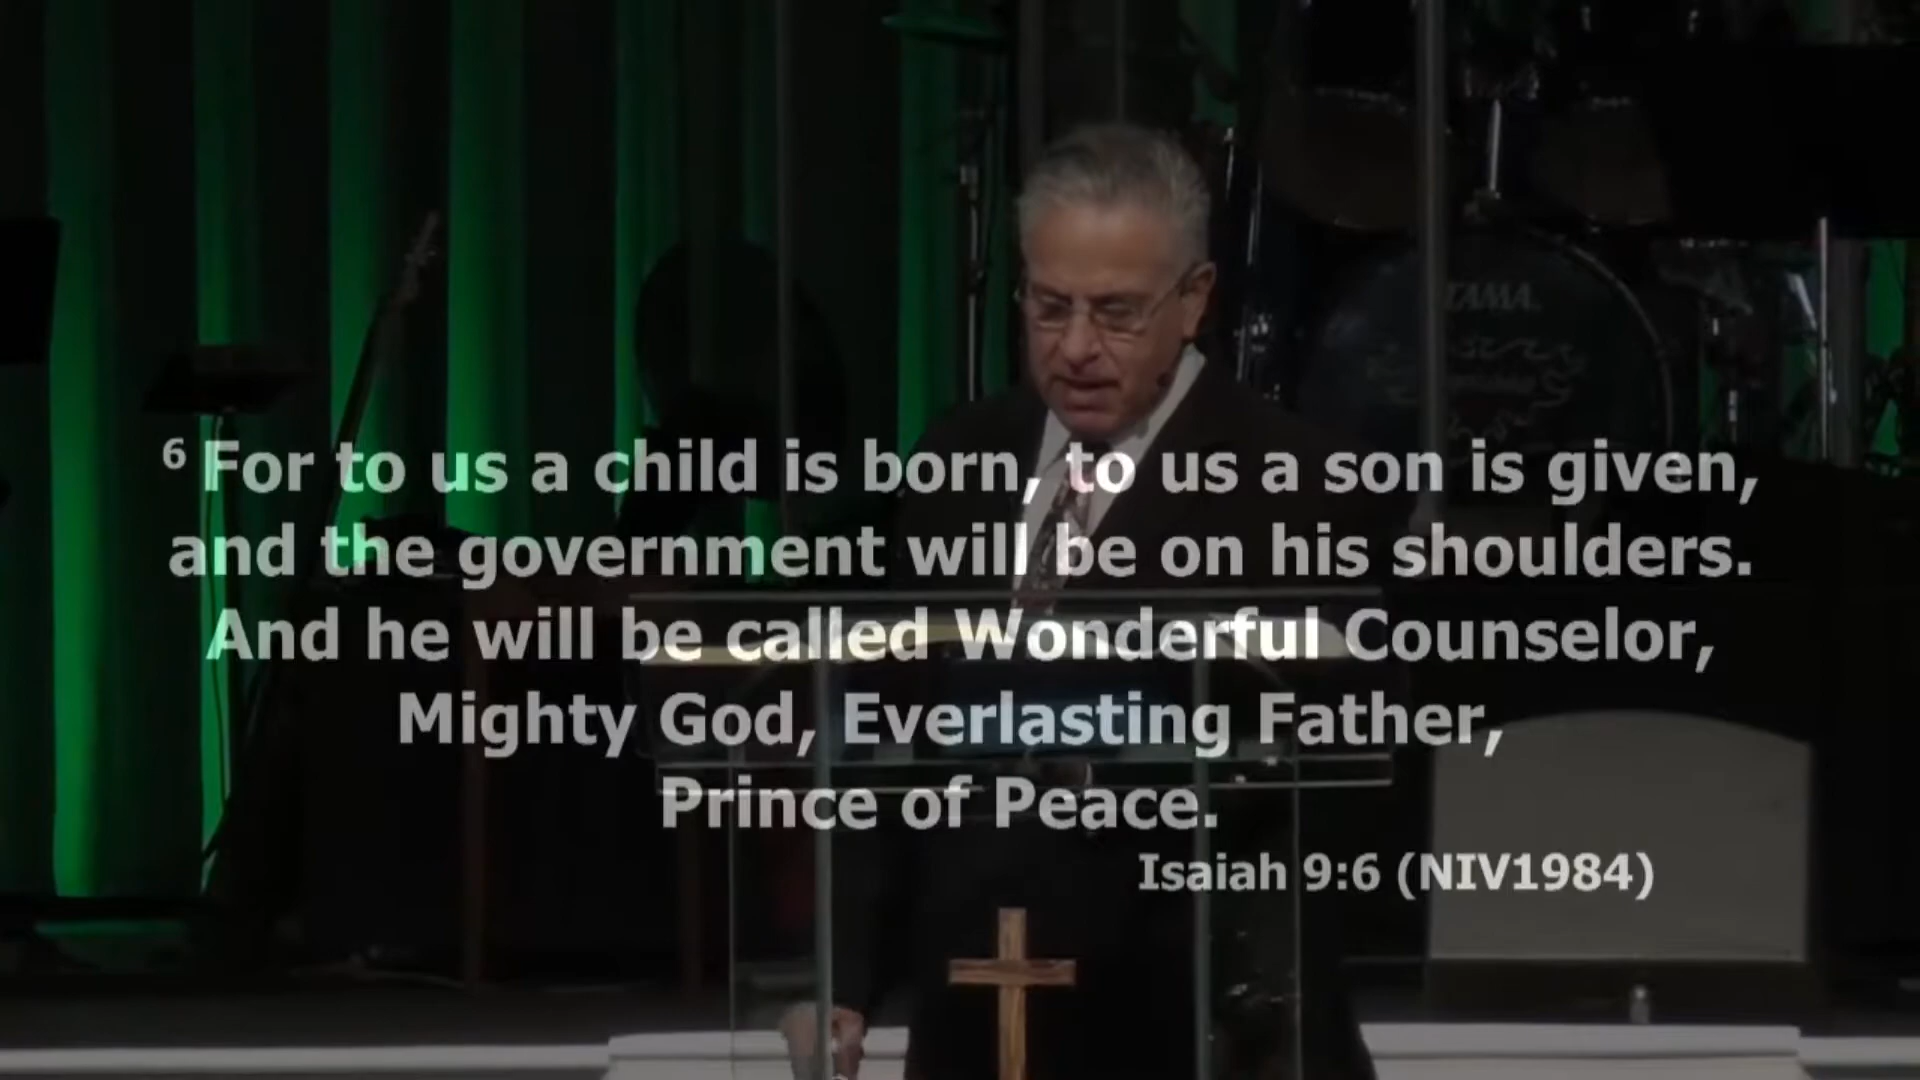 TAMA
6 For to us a child is born, to us a son is given,
and the government will be on his shoulders.
And he will be called Wonderful Counselor,
Mighty God, Everlasting Father,
Prince of Peace.
Isaiah 9:6 (NIV1984)